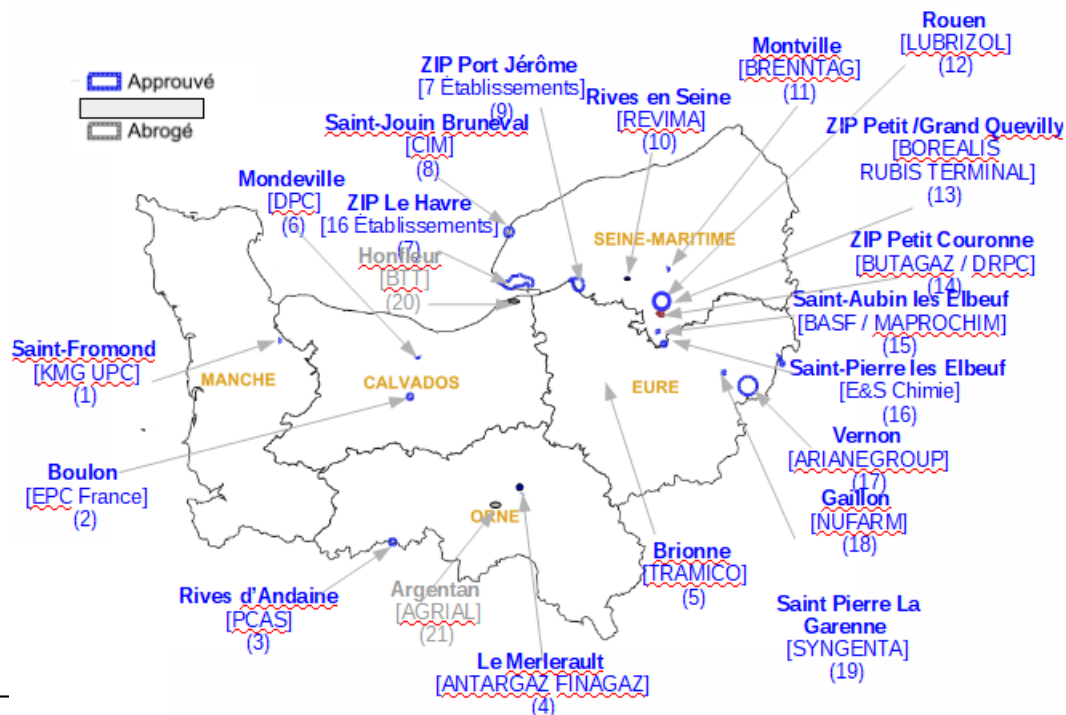 Approuvé
Abrogé
Rouen
[LUBRIZOL]
(12)
Montville
[BRENNTAG]
(11)
ZIP Port Jérôme
[7 Établissements]
(9)
Rives en Seine
[REVIMA]
(10)
Saint-Jouin Bruneval
[CIM]
(8)
ZIP Petit /Grand Quevilly
[BOREALIS
RUBIS TERMINAL]
(13)
Mondeville
[DPC]
(6)
ZIP Le Havre
[16 Établissements]
(7)
Honfleur
[BTT]
(20)
SEINE-MARITIME
ZIP Petit Couronne
[BUTAGAZ / DRPC]
(14)
Saint-Aubin les Elbeuf
[BASF / MAPROCHIM]
(15)
Saint-Fromond
[KMG UPC]
(1)
MANCHE
CALVADOS
EURE
Saint-Pierre les Elbeuf
[E&S Chimie]
(16)
Vernon
[ARIANEGROUP]
(17)
Boulon
[EPC France]
(2)
Gaillon
[NUFARM]
(18)
ORNE
Brionne
[TRAMICO]
(5)
Rives d'Andaine
[PCAS]
(3)
Argentan
[AGRIAL]
(21)
Saint Pierre La
Garenne
[SYNGENTA]
(19)
Le Merlerault
[ANTARGAZ FINAGAZ]
(4)